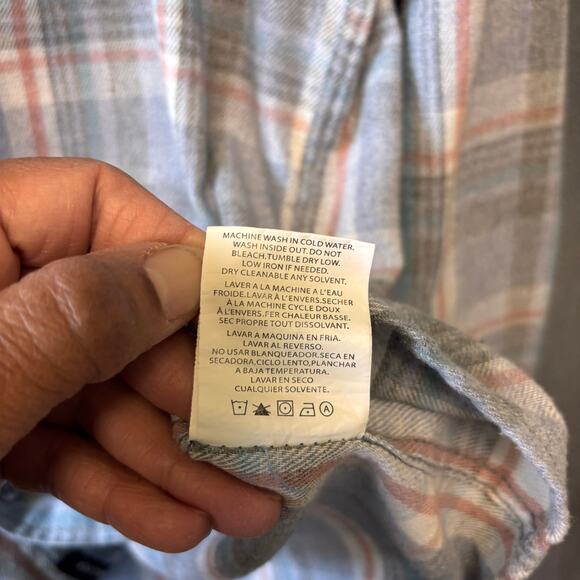 MACHINE WASH IN COLD WATER.
WASH INSIDE OUT. DO NOT
BLEACH.TUMBLE DRY LOW.
LOW IRON IF NEEDED.
DRY CLEANABLE ANY SOLVENT.
LAVER A LA MACHINE A L'EAU
FROIDE.LAVAR À L'ENVERS.SECHER
À LA MACHINE CYCLE DOUX
À L'ENVERS.FER CHALEUR BASSE.
SEC PROPRE TOUT DISSOLVANT.
LAVAR A MAQUINA EN FRIA.
LAVAR AL REVERSO.
NO USAR BLANQUEADOR.SECA EN
SECADORA,CICLO LENTO,PLANCHAR
A BAJA TEMPERATURA.
LAVAR EN SECO
CUALQUIER SOLVENTE.
A